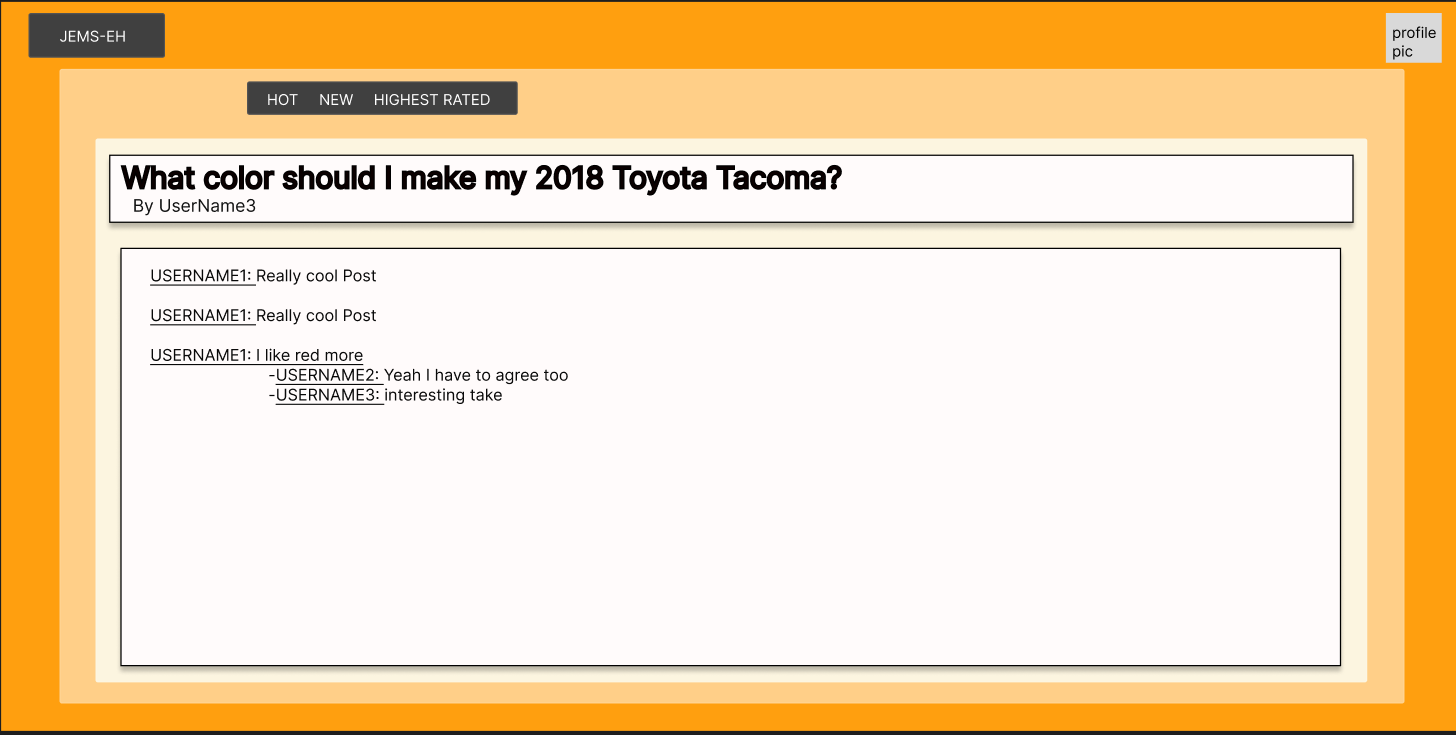 JEMS-EH
profile
pic
HOT NEW HIGHEST RATED
What color should I make my 2018 Toyota Tacoma?
By UserName3
USERNAME1: Really cool Post
USERNAME1: Really cool Post
USERNAME1: I like red more
-USERNAME2: Yeah I have to agree too
-USERNAME3: interesting take